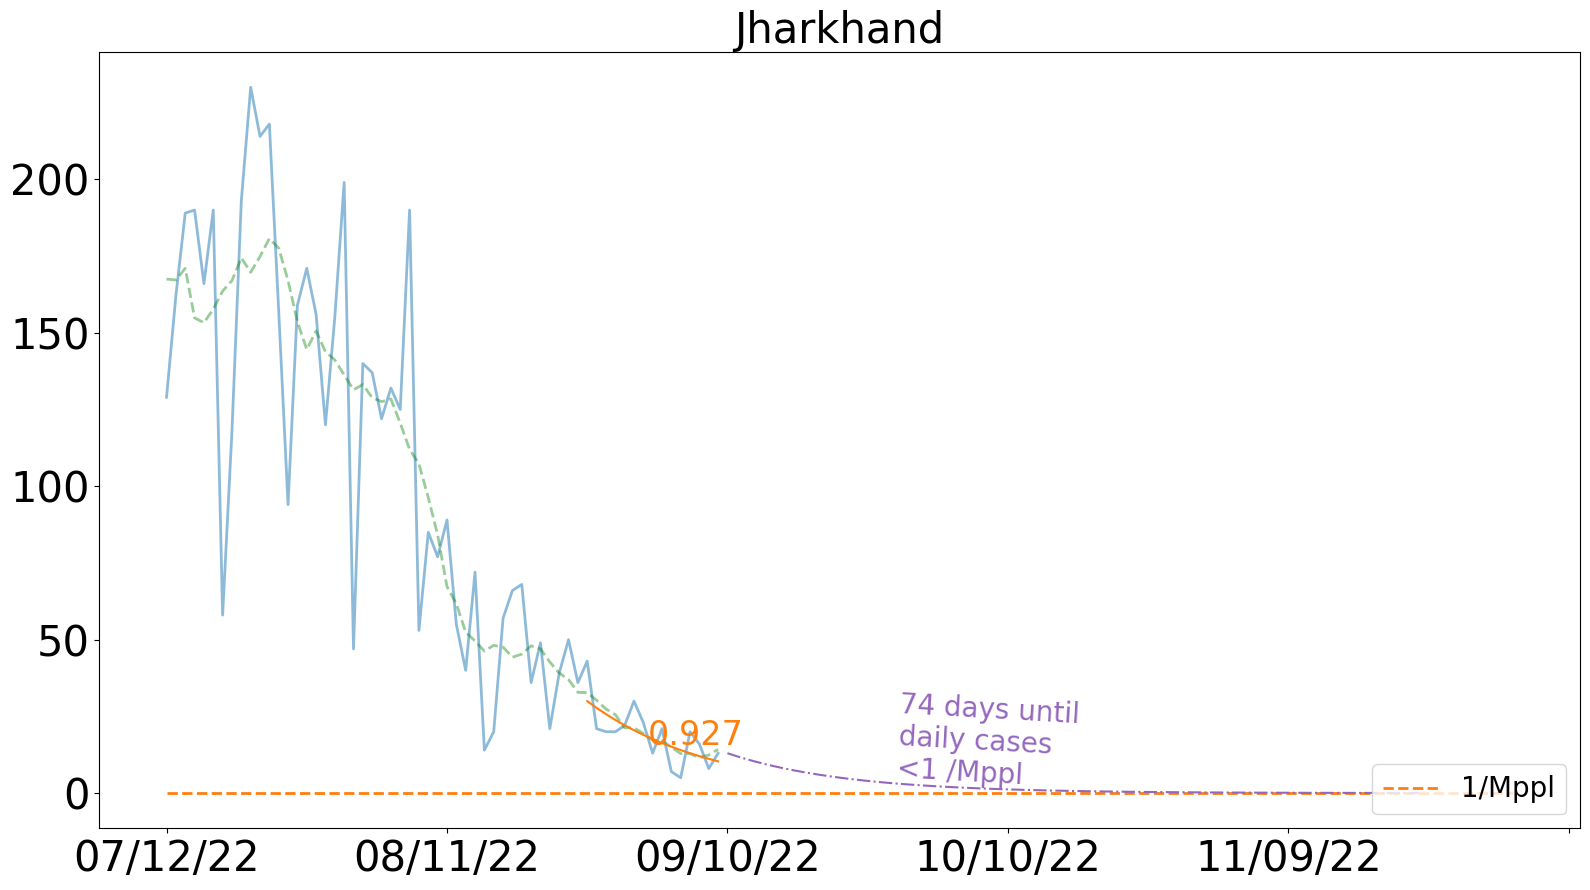 Jharkhand
200
150
100
50
0
0.927
74 days until
daily cases
<1 /Mppl
1/Mppl
07/12/22
08/11/22
09/10/22
10/10/22
11/09/22